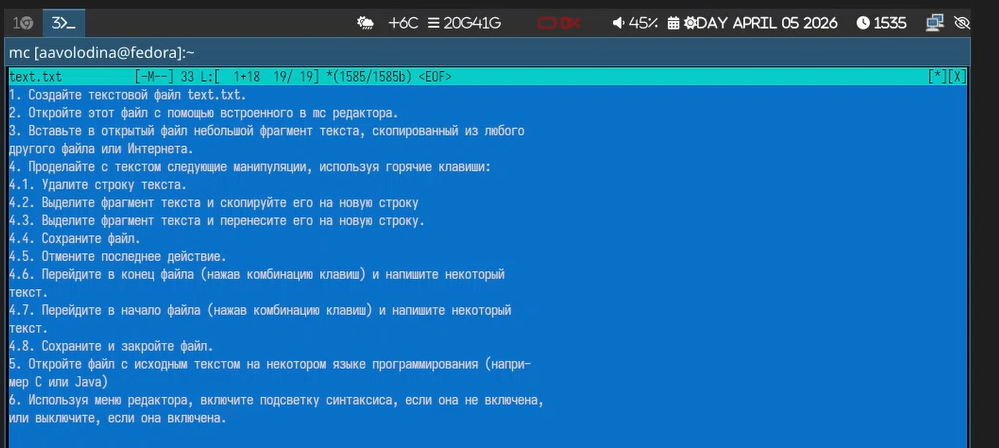 1 3 +6C 20G41G 0% 45% DAY APRIL 05 2026 1535
mc [aavolodina@fedora]:~
text.txt [-M--] 33 L:[ 1+18 19/ 19] *(1585/1585b) <EOF> [*][X]
1. Создайте текстовой файл text.txt.
2. Откройте этот файл с помощью встроенного в mc редактора.
3. Вставьте в открытый файл небольшой фрагмент текста, скопированный из любого
другого файла или Интернета.
4. Проделайте с текстом следующие манипуляции, используя горячие клавиши:
4.1. Удалите строку текста.
4.2. Выделите фрагмент текста и скопируйте его на новую строку
4.3. Выделите фрагмент текста и перенесите его на новую строку.
4.4. Сохраните файл.
4.5. Отмените последнее действие.
4.6. Перейдите в конец файла (нажав комбинацию клавиш) и напишите некоторый
текст.
4.7. Перейдите в начало файла (нажав комбинацию клавиш) и напишите некоторый
текст.
4.8. Сохраните и закройте файл.
5. Откройте файл с исходным текстом на некотором языке программирования (напри-
мер C или Java)
6. Используя меню редактора, включите подсветку синтаксиса, если она не включена,
или выключите, если она включена.